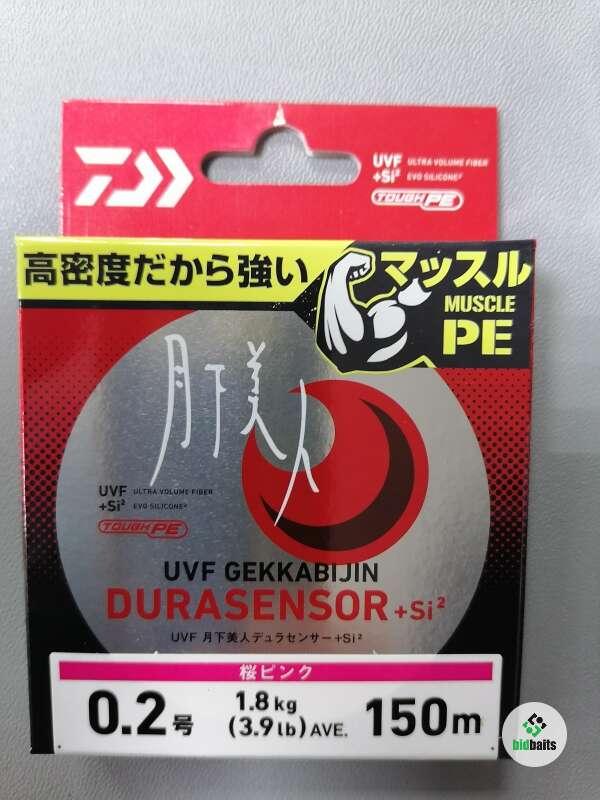 UVF ULTRA VOLUME FIBER
+Si² EVO SILICONE²
TOUGH PE
高密度だから強い
マッスル
MUSCLE
PE
月下美人
UVF ULTRA VOLUME FIBER
+Si² EVO SILICONE²
TOUGH PE
UVF GEKKABIJIN
DURASENSOR +Si²
UVF 月下美人デュラセンサー+Si²
桜ピンク
0.2号 1.8kg (3.9lb) AVE. 150m
bidbaits